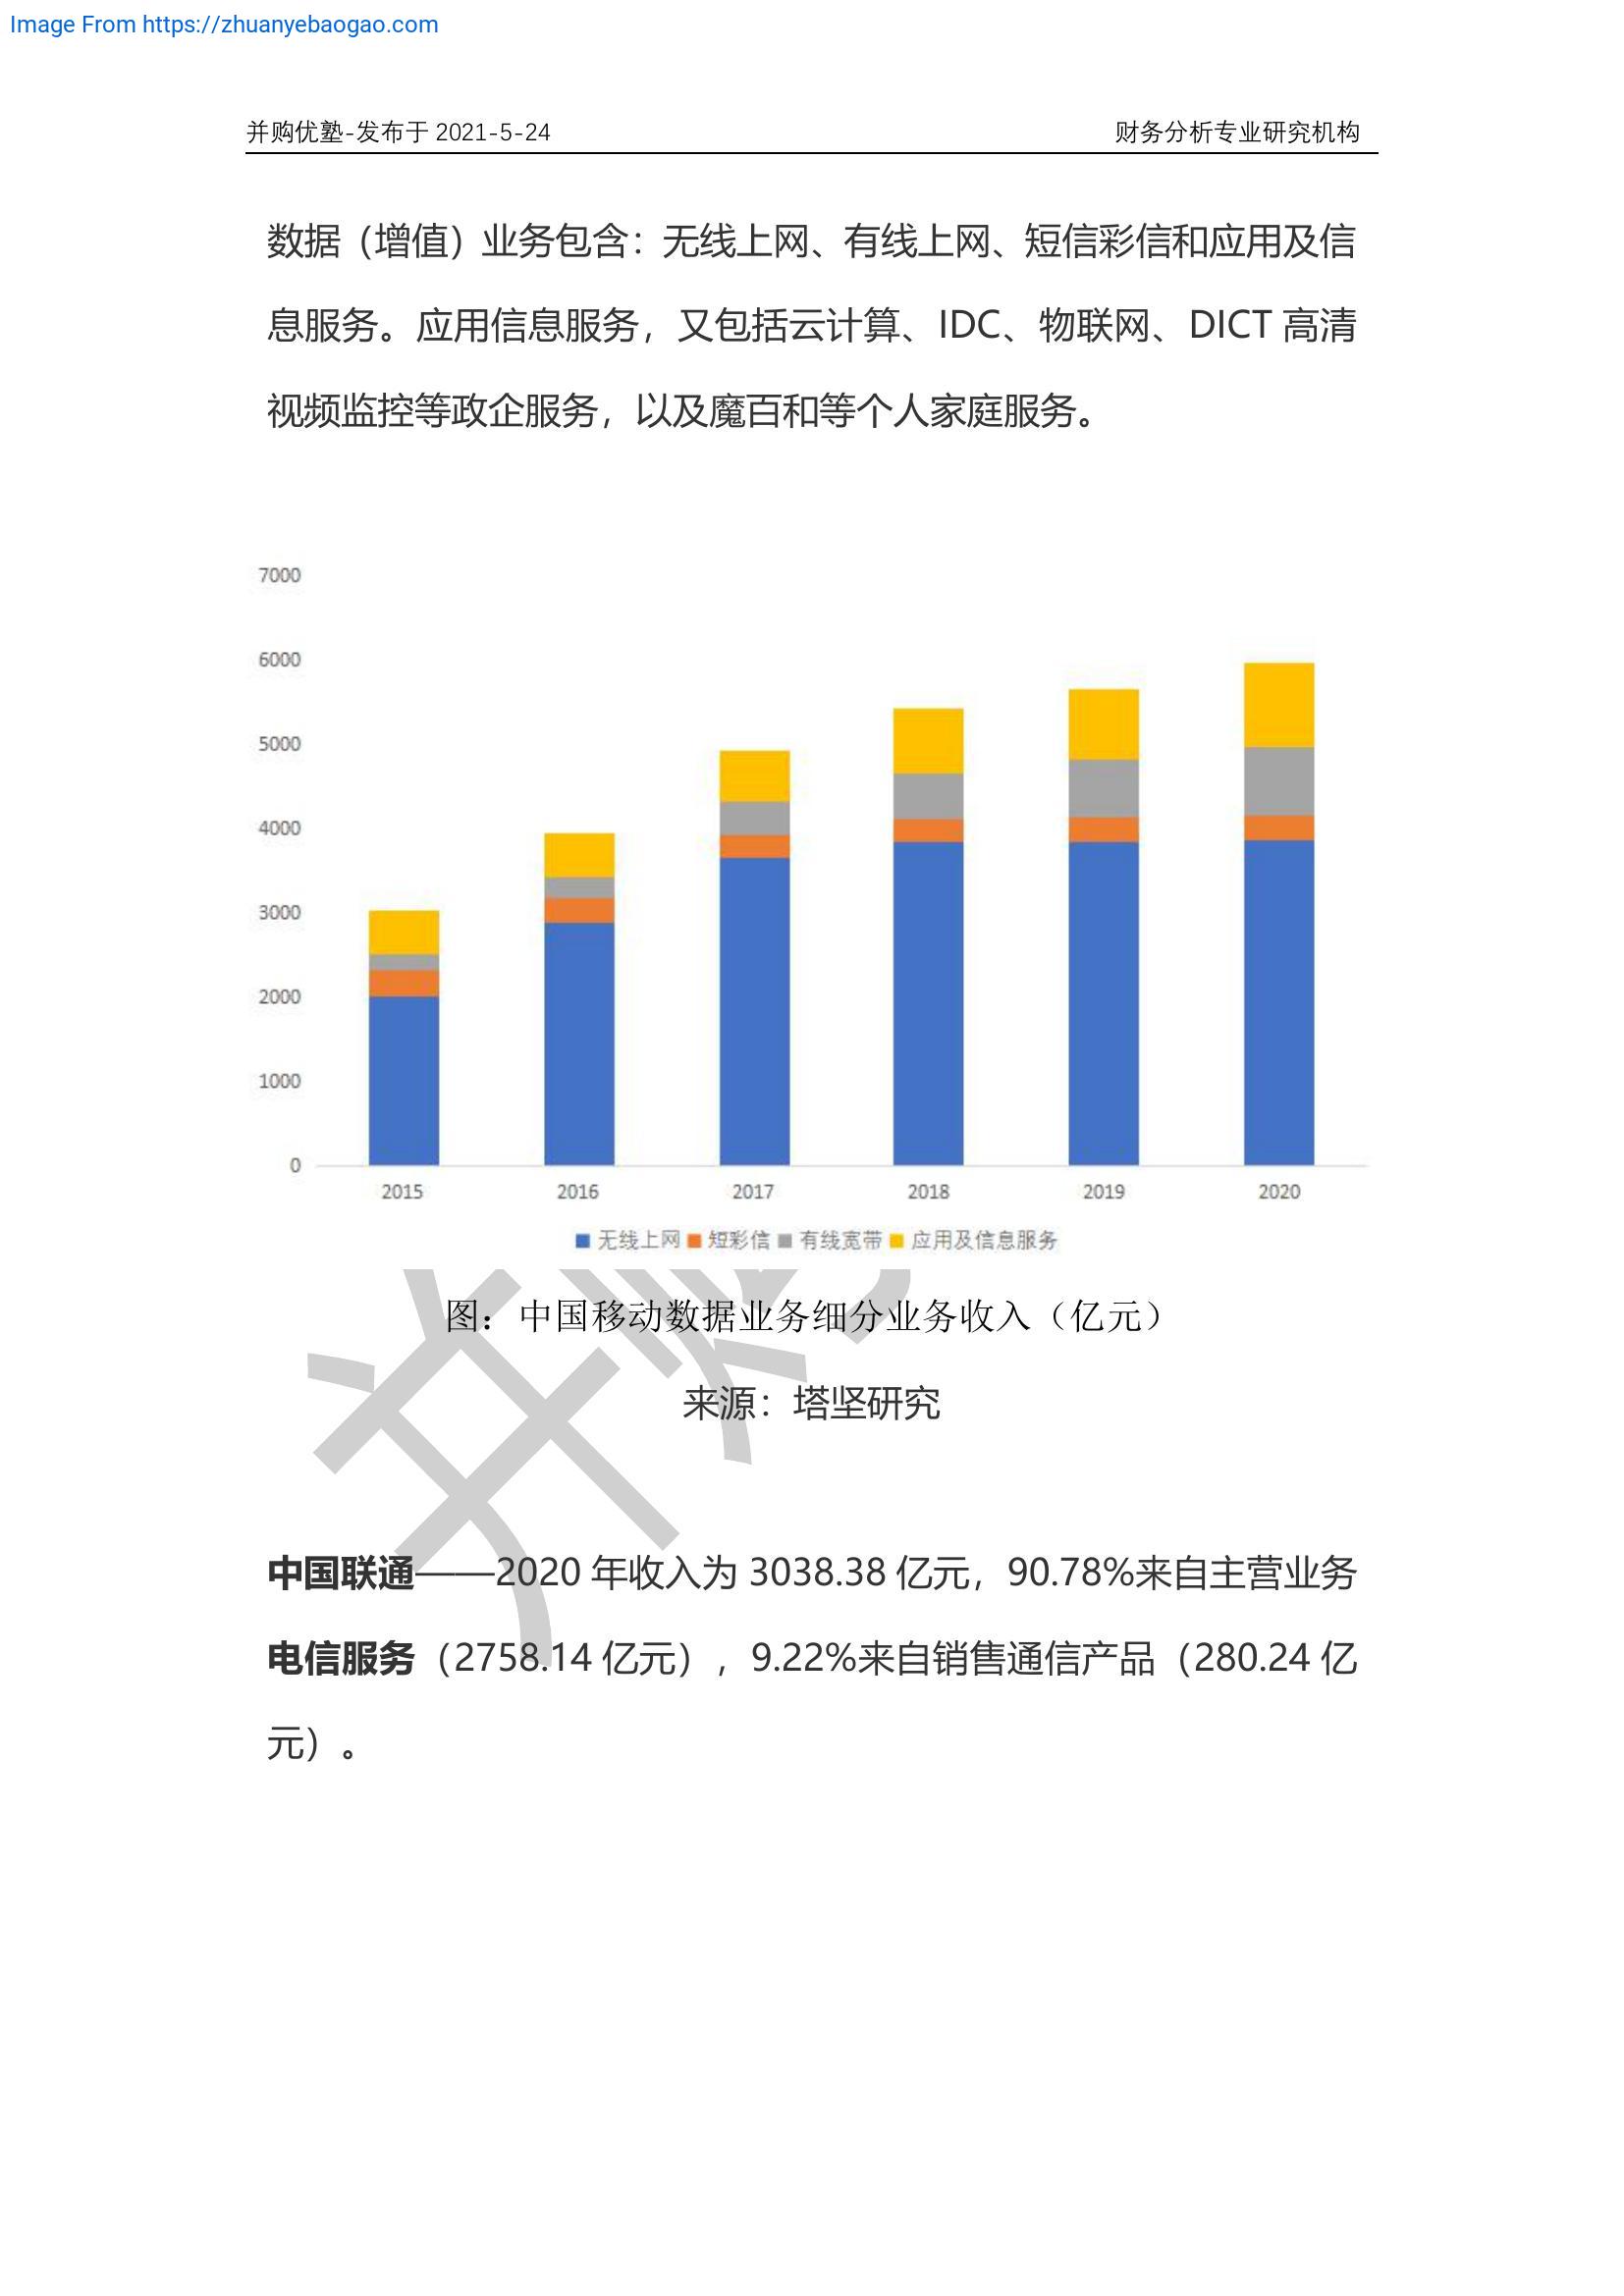 Image From https://zhuanyebaogao.com
并购优塾-发布于 2021-5-24 财务分析专业研究机构
数据（增值）业务包含：无线上网、有线上网、短信彩信和应用及信
息服务。应用信息服务，又包括云计算、IDC、物联网、DICT 高清
视频监控等政企服务，以及魔百和等个人家庭服务。
7000
6000
5000
4000
3000
2000
1000
0
2015 2016 2017 2018 2019 2020
无线上网 短彩信 有线宽带 应用及信息服务
并购
图：中国移动数据业务细分业务收入（亿元）
来源：塔坚研究
中国联通——2020 年收入为 3038.38 亿元，90.78%来自主营业务
电信服务（2758.14 亿元），9.22%来自销售通信产品（280.24 亿
元）。